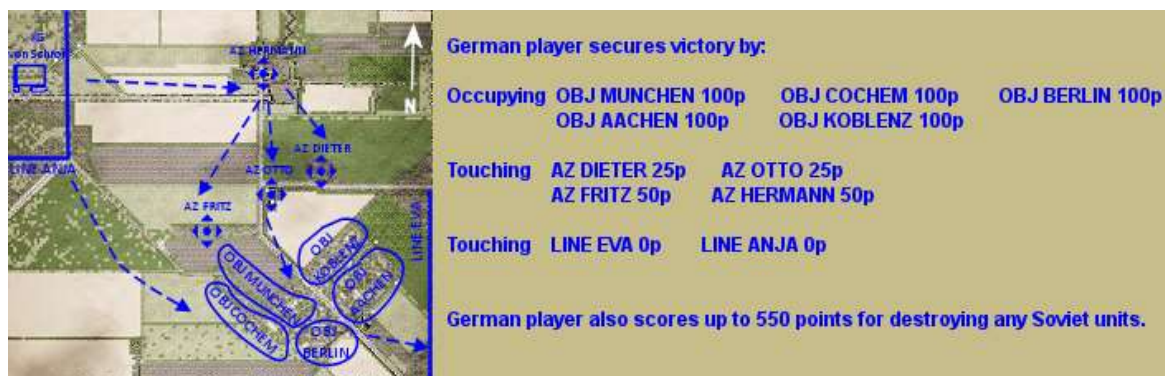 KG
von Schroif
AZ HERMANN
N
AZ DIETER
LINE ANJA
AZ OTTO
AZ FRITZ
LINE EVA
OBJ KOBLENZ
OBJ MUNCHEN
OBJ AACHEN
OBJ COCHEM
OBJ BERLIN
German player secures victory by:
Occupying OBJ MUNCHEN 100p OBJ COCHEM 100p OBJ BERLIN 100p
OBJ AACHEN 100p OBJ KOBLENZ 100p
Touching AZ DIETER 25p AZ OTTO 25p
AZ FRITZ 50p AZ HERMANN 50p
Touching LINE EVA 0p LINE ANJA 0p
German player also scores up to 550 points for destroying any Soviet units.